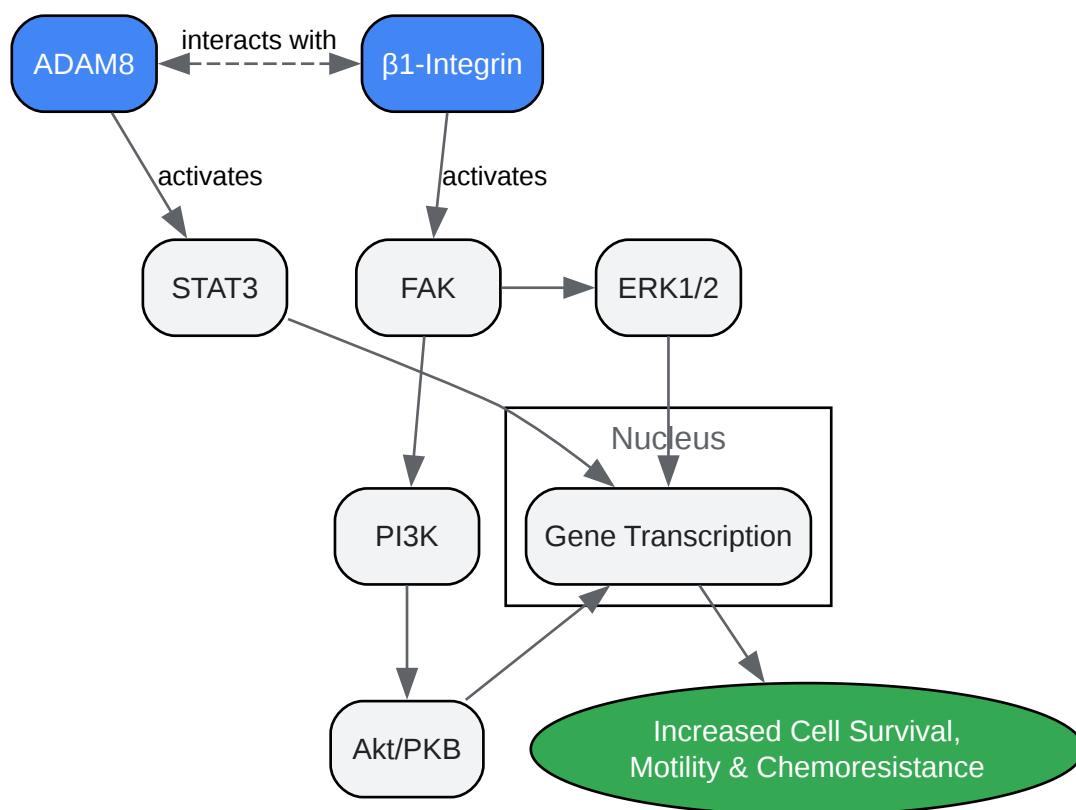 interacts with
ADAM8
β1-Integrin
activates
activates
STAT3
FAK
ERK1/2
Nucleus
PI3K
Gene Transcription
Akt/PKB
Increased Cell Survival,
Motility & Chemoresistance